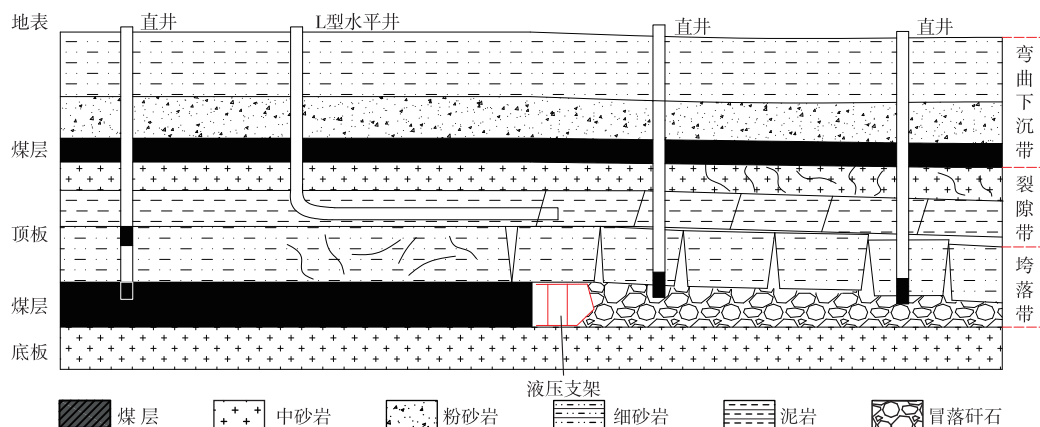 地表
直井
L型水平井
直井
直井
弯曲下沉带
煤层
裂隙带
顶板
垮落带
煤层
底板
液压支架
煤层
中砂岩
粉砂岩
细砂岩
泥岩
冒落矸石